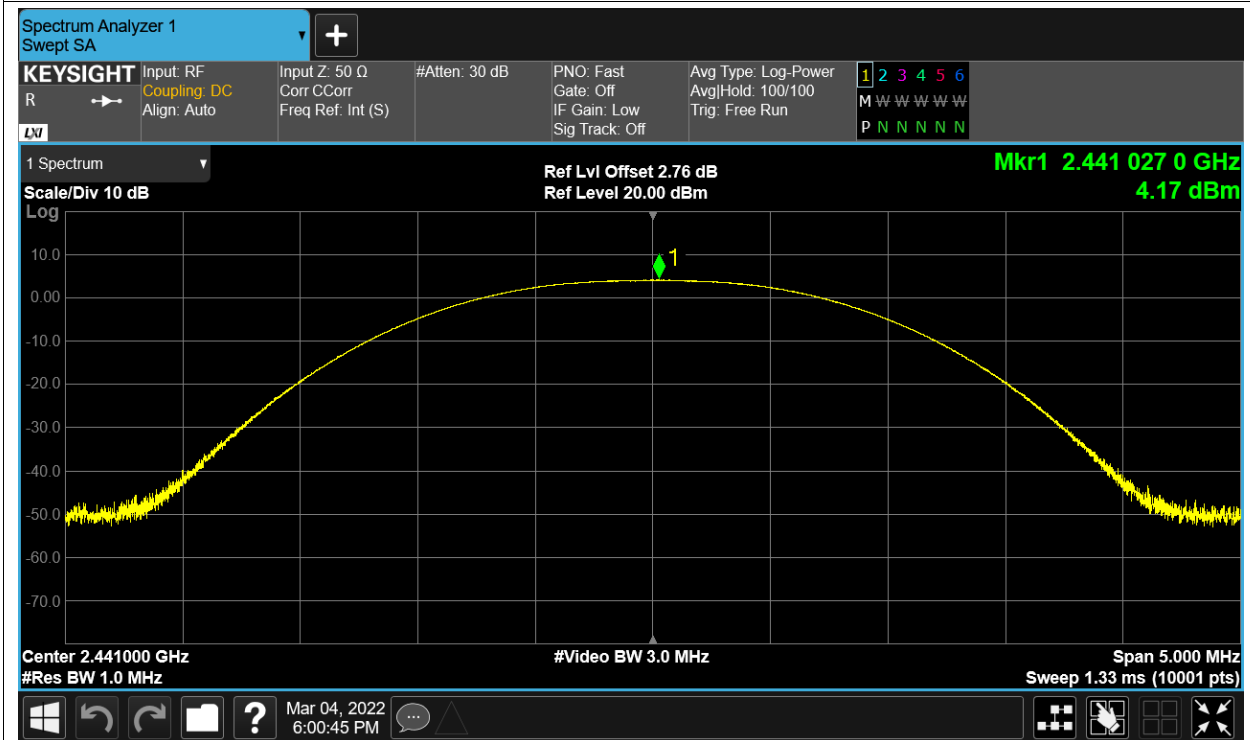 Spectrum Analyzer 1
Swept SA
+
KEYSIGHT
R
LXI
Input: RF
Coupling: DC
Align: Auto
Input Z: 50 Ω
Corr CCorr
Freq Ref: Int (S)
#Atten: 30 dB
PNO: Fast
Gate: Off
IF Gain: Low
Sig Track: Off
Avg Type: Log-Power
Avg|Hold: 100/100
Trig: Free Run
1 2 3 4 5 6
M W W W W W
P N N N N N
1 Spectrum
Scale/Div 10 dB
Log
Ref Lvl Offset 2.76 dB
Ref Level 20.00 dBm
Mkr1 2.441 027 0 GHz
4.17 dBm
1
10.0
0.00
-10.0
-20.0
-30.0
-40.0
-50.0
-60.0
-70.0
Center 2.441000 GHz
#Res BW 1.0 MHz
#Video BW 3.0 MHz
Span 5.000 MHz
Sweep 1.33 ms (10001 pts)
?
Mar 04, 2022
6:00:45 PM